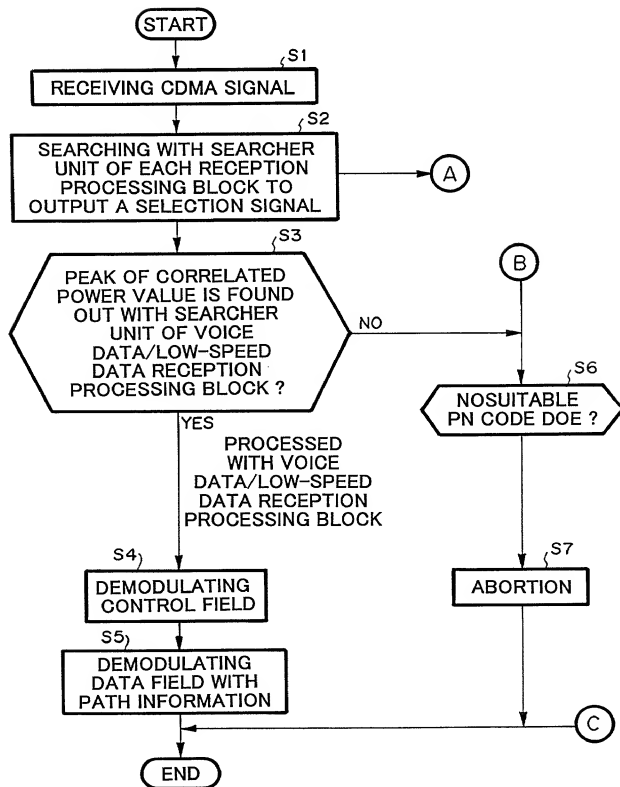 START
S1
RECEIVING CDMA SIGNAL
S2
SEARCHING WITH SEARCHER
UNIT OF EACH RECEPTION
PROCESSING BLOCK TO
OUTPUT A SELECTION SIGNAL
A
S3
PEAK OF CORRELATED
POWER VALUE IS FOUND
OUT WITH SEARCHER
UNIT OF VOICE
DATA/LOW-SPEED
DATA RECEPTION
PROCESSING BLOCK ?
NO
B
S6
NOSUITABLE
PN CODE DOE ?
YES
PROCESSED
WITH VOICE
DATA/LOW-SPEED
DATA RECEPTION
PROCESSING BLOCK
S4
DEMODULATING
CONTROL FIELD
S7
ABORTION
S5
DEMODULATING
DATA FIELD WITH
PATH INFORMATION
C
END